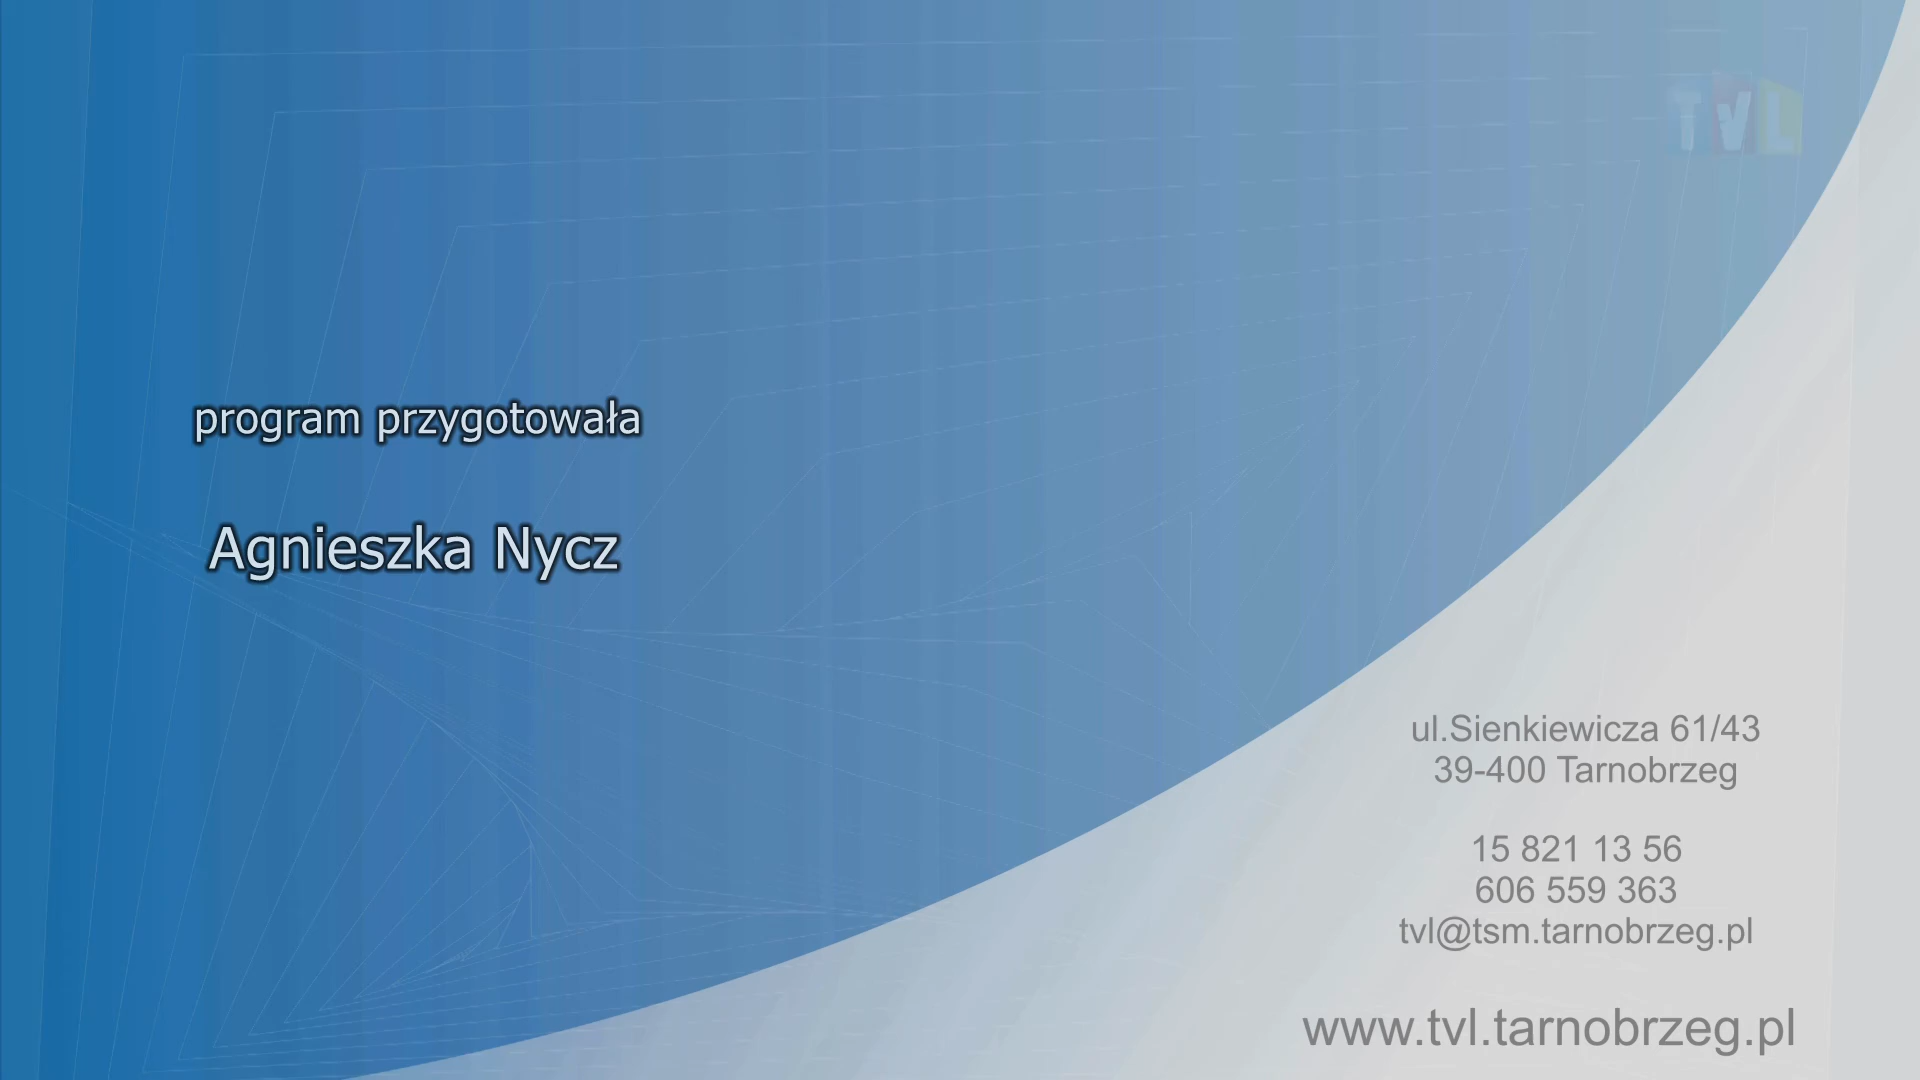 TVL
program przygotowała
Agnieszka Nycz
ul.Sienkiewicza 61/43
39-400 Tarnobrzeg
15 821 13 56
606 559 363
tvl@tsm.tarnobrzeg.pl
www.tvl.tarnobrzeg.pl